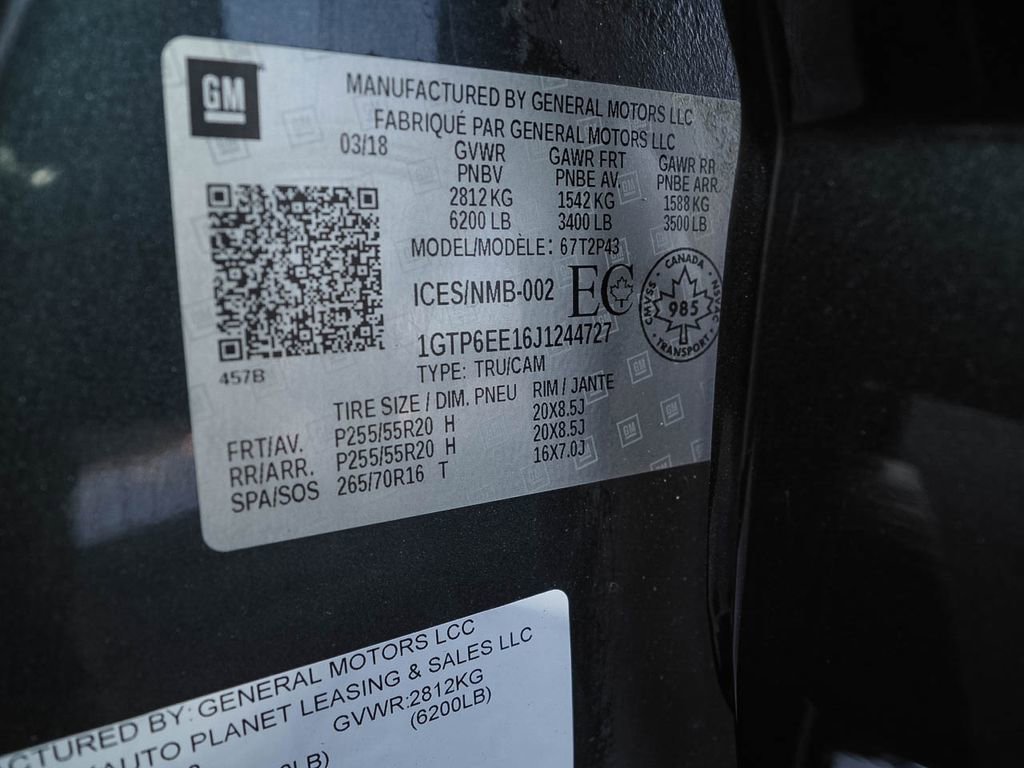 GM
MANUFACTURED BY GENERAL MOTORS LLC
FABRIQUÉ PAR GENERAL MOTORS LLC
03/18
GVWR GAWR FRT GAWR RR
PNBV PNBE AV. PNBE ARR.
2812 KG 1542 KG 1588 KG
6200 LB 3400 LB 3500 LB
MODEL/MODÈLE: 67T2P43
ICES/NMB-002 EC
CANADA
CMVSS 985 NSVAC
TRANSPORT
1GTP6EE16J1244727
TYPE: TRU/CAM
457B
TIRE SIZE / DIM. PNEU RIM / JANTE
FRT/AV. P255/55R20 H 20X8.5J
RR/ARR. P255/55R20 H 20X8.5J
SPA/SOS 265/70R16 T 16X7.0J
CTURED BY: GENERAL MOTORS LCC
AUTO PLANET LEASING & SALES LLC
GVWR:2812KG
(6200LB)
LB)